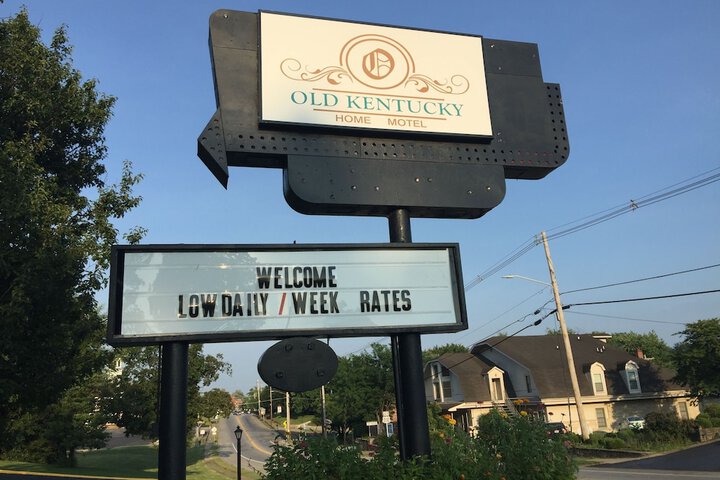 O
OLD KENTUCKY
HOME MOTEL
WELCOME
LOW DAILY / WEEK RATES